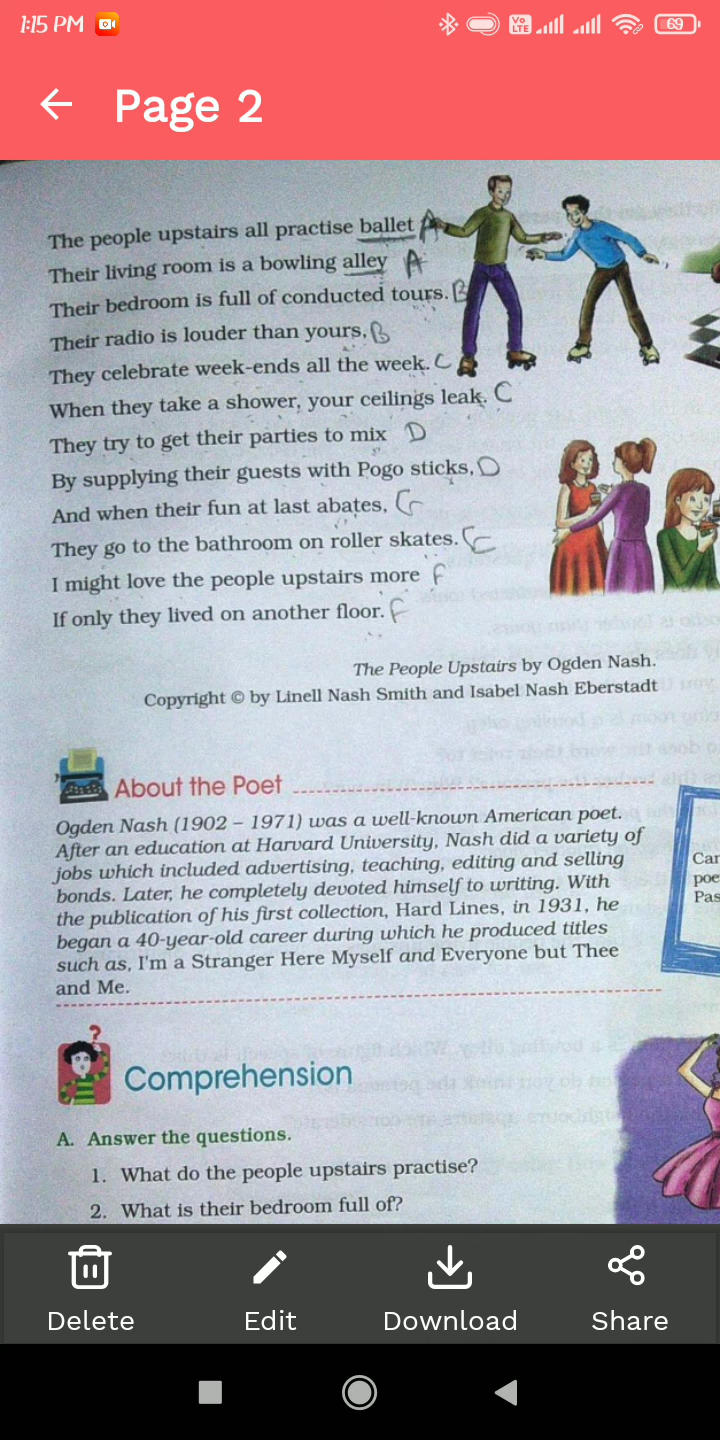 1:15 PM
Vo LTE 69
Page 2
The people upstairs all practise ballet A
Their living room is a bowling alley A
Their bedroom is full of conducted tours. B
Their radio is louder than yours, B
They celebrate week-ends all the week. C
When they take a shower, your ceilings leak. C
They try to get their parties to mix D
By supplying their guests with Pogo sticks, D
And when their fun at last abates,
They go to the bathroom on roller skates.
I might love the people upstairs more F
If only they lived on another floor. F
The People Upstairs by Ogden Nash.
Copyright © by Linell Nash Smith and Isabel Nash Eberstadt
About the Poet
Ogden Nash (1902 – 1971) was a well-known American poet.
After an education at Harvard University, Nash did a variety of
jobs which included advertising, teaching, editing and selling
bonds. Later, he completely devoted himself to writing. With
the publication of his first collection, Hard Lines, in 1931, he
began a 40-year-old career during which he produced titles
such as, I'm a Stranger Here Myself and Everyone but Thee
and Me.
Car
poe
Pas
?
Comprehension
A. Answer the questions.
1. What do the people upstairs practise?
2. What is their bedroom full of?
Delete Edit Download Share